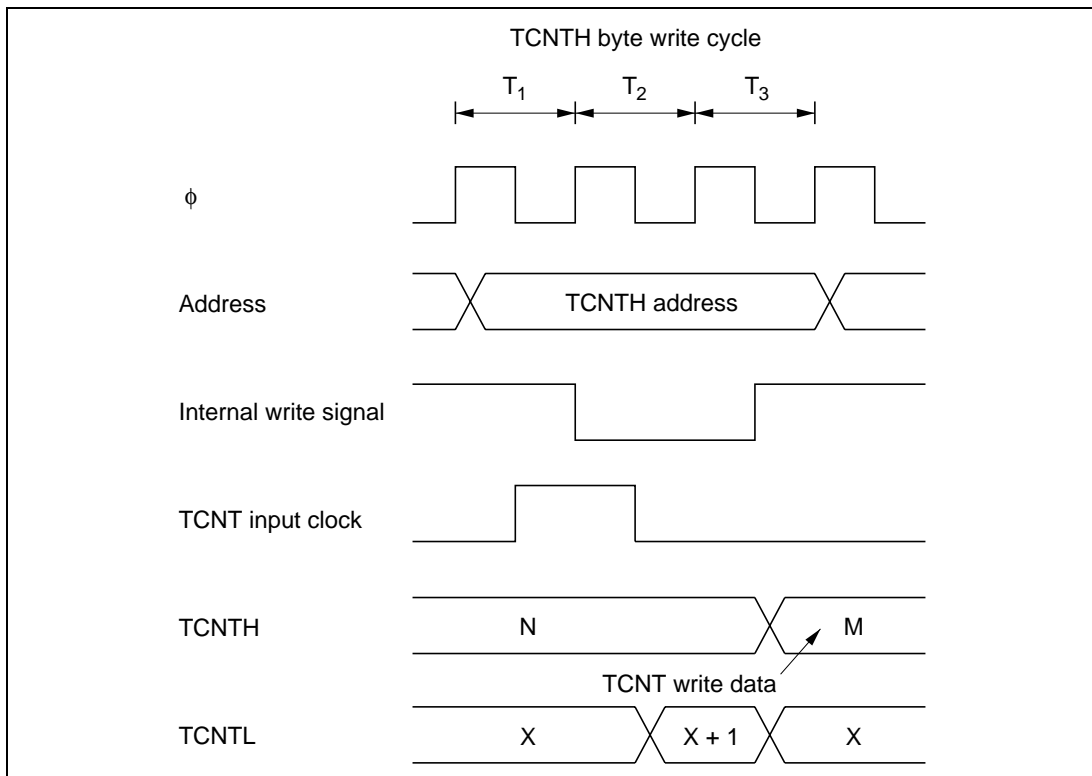 TCNTH byte write cycle
T1 T2 T3
ϕ
Address TCNTH address
Internal write signal
TCNT input clock
TCNTH N M
TCNT write data
TCNTL X X + 1 X